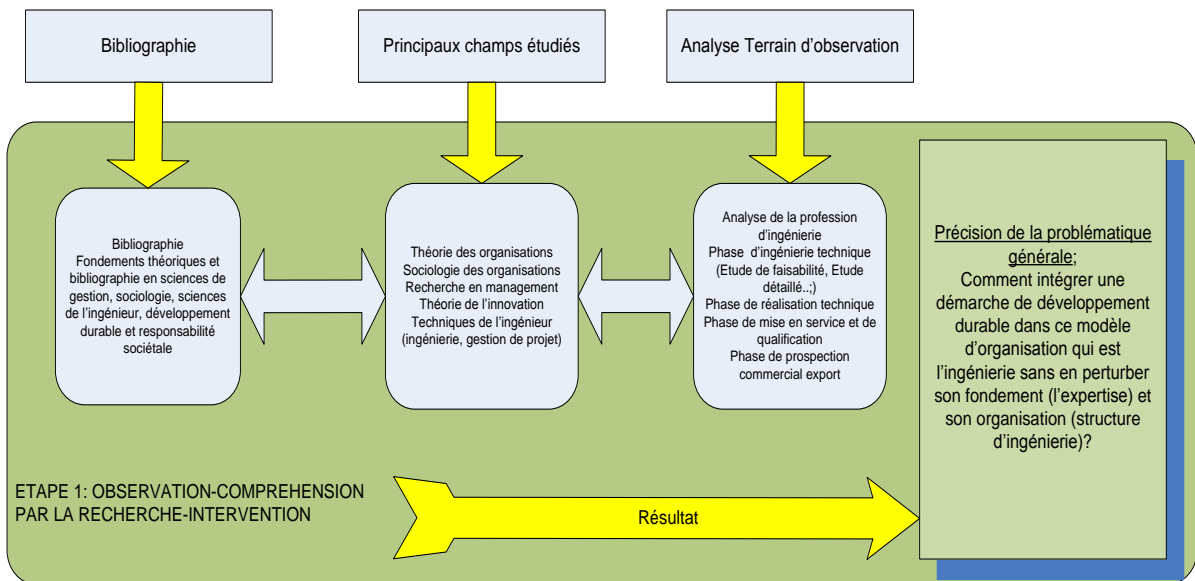 Bibliographie
Principaux champs étudiés
Analyse Terrain d'observation
Bibliographie
Fondements théoriques et
bibliographie en sciences de
gestion, sociologie, sciences
de l'ingénieur, développement
durable et responsabilité
sociétale
Théorie des organisations
Sociologie des organisations
Recherche en management
Théorie de l'innovation
Techniques de l'ingénieur
(ingénierie, gestion de projet)
Analyse de la profession
d'ingénierie
Phase d'ingénierie technique
(Etude de faisabilité, Etude
détaillé..;)
Phase de réalisation technique
Phase de mise en service et de
qualification
Phase de prospection
commercial export
Précision de la problématique
générale;
Comment intégrer une
démarche de développement
durable dans ce modèle
d'organisation qui est
l'ingénierie sans en perturber
son fondement (l'expertise) et
son organisation (structure
d'ingénierie)?
ETAPE 1: OBSERVATION-COMPREHENSION
PAR LA RECHERCHE-INTERVENTION
Résultat